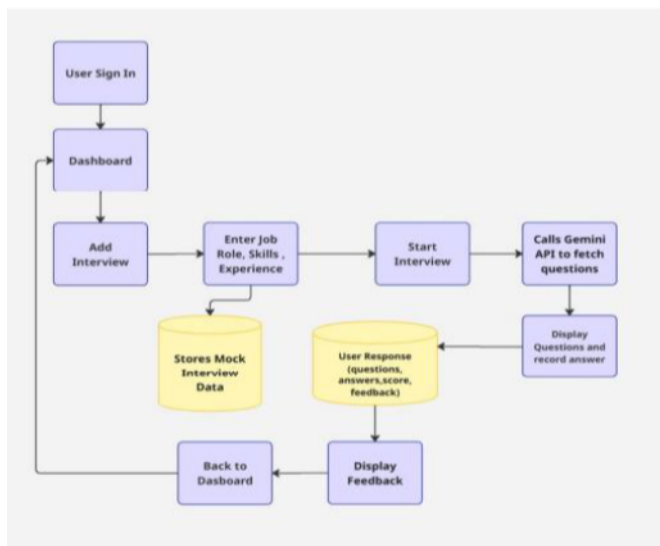 User Sign In
Dashboard
Add
Interview
Enter Job
Role, Skills ,
Experience
Start
Interview
Calls Gemini
API to fetch
questions
Stores Mock
Interview
Data
User Response
(questions,
answers,score,
feedback)
Display
Questions and
record answer
Back to
Dasboard
Display
Feedback